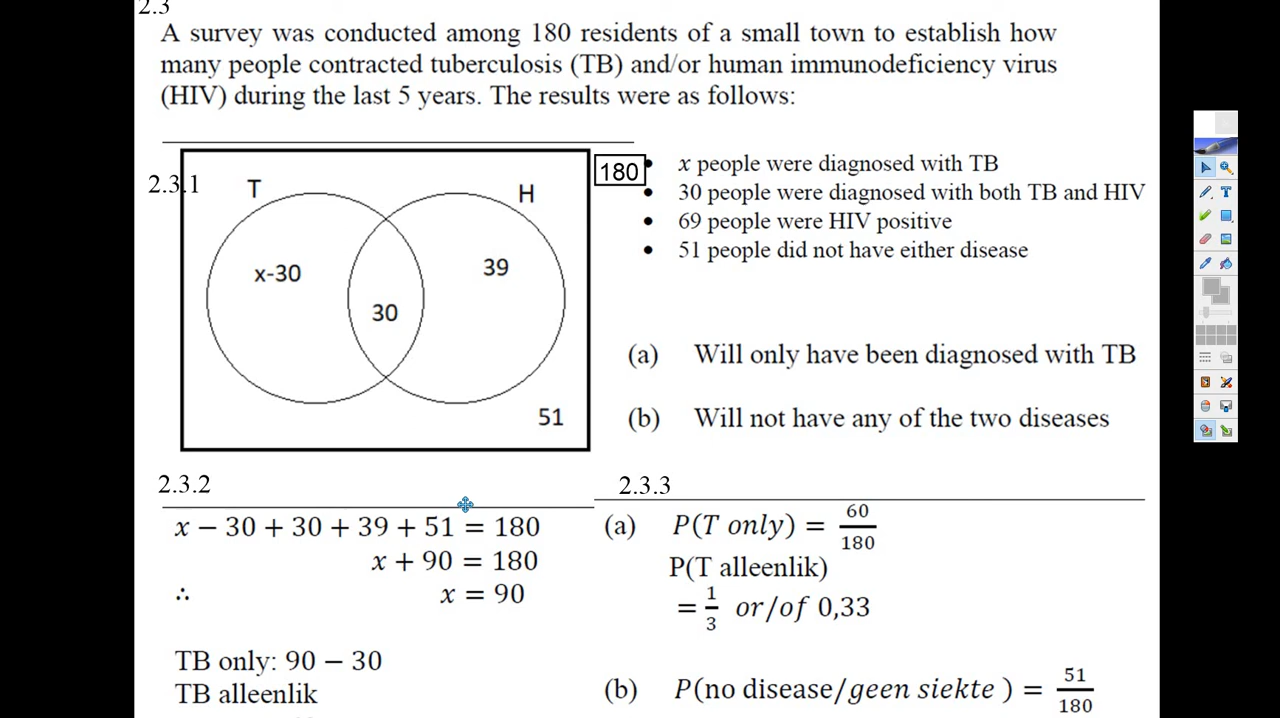 2.3
A survey was conducted among 180 residents of a small town to establish how
many people contracted tuberculosis (TB) and/or human immunodeficiency virus
(HIV) during the last 5 years. The results were as follows:
2.3.1
T
H
180
x-30
30
39
51
• x people were diagnosed with TB
• 30 people were diagnosed with both TB and HIV
• 69 people were HIV positive
• 51 people did not have either disease
(a) Will only have been diagnosed with TB
(b) Will not have any of the two diseases
2.3.2
x − 30 + 30 + 39 + 51 = 180
x + 90 = 180
∴ x = 90
TB only: 90 − 30
TB alleenlik
2.3.3
(a) P(T only) = 60/180
P(T alleenlik)
= 1/3 or/of 0,33
(b) P(no disease/geen siekte ) = 51/180